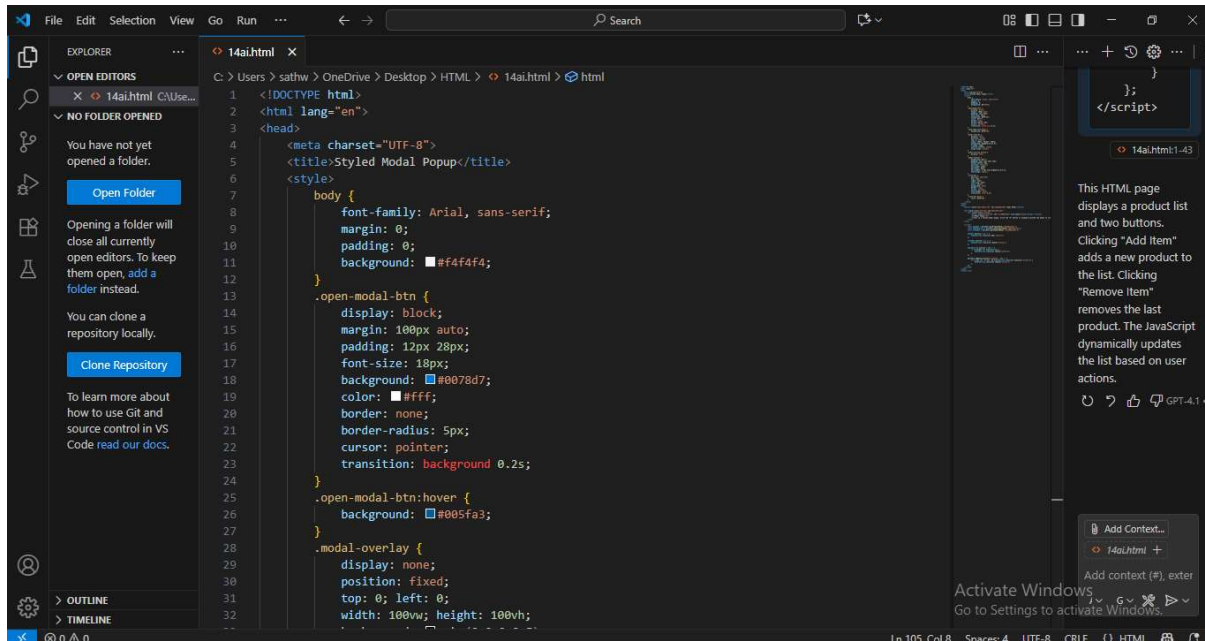 File Edit Selection View Go Run ··· Search
EXPLORER ···
OPEN EDITORS
14ai.html C:\Use...
NO FOLDER OPENED
You have not yet
opened a folder.
Open Folder
Opening a folder will
close all currently
open editors. To keep
them open, add a
folder instead.
You can clone a
repository locally.
Clone Repository
To learn more about
how to use Git and
source control in VS
Code read our docs.
OUTLINE
TIMELINE
14ai.html
C: > Users > sathw > OneDrive > Desktop > HTML > 14ai.html > html
1 <!DOCTYPE html>
2 <html lang="en">
3 <head>
4 <meta charset="UTF-8">
5 <title>Styled Modal Popup</title>
6 <style>
7 body {
8 font-family: Arial, sans-serif;
9 margin: 0;
10 padding: 0;
11 background: #f4f4f4;
12 }
13 .open-modal-btn {
14 display: block;
15 margin: 100px auto;
16 padding: 12px 28px;
17 font-size: 18px;
18 background: #0078d7;
19 color: #fff;
20 border: none;
21 border-radius: 5px;
22 cursor: pointer;
23 transition: background 0.2s;
24 }
25 .open-modal-btn:hover {
26 background: #005fa3;
27 }
28 .modal-overlay {
29 display: none;
30 position: fixed;
31 top: 0; left: 0;
32 width: 100vw; height: 100vh;
}
};
</script>
14ai.html:1-43
This HTML page
displays a product list
and two buttons.
Clicking "Add Item"
adds a new product to
the list. Clicking
"Remove Item"
removes the last
product. The JavaScript
dynamically updates
the list based on user
actions.
GPT-4.1
Add Context...
14ai.html +
Add context (#), exter
Activate Windows
Go to Settings to activate Windows.
0 0
Ln 105, Col 8 Spaces: 4 UTF-8 CRLF {} HTML